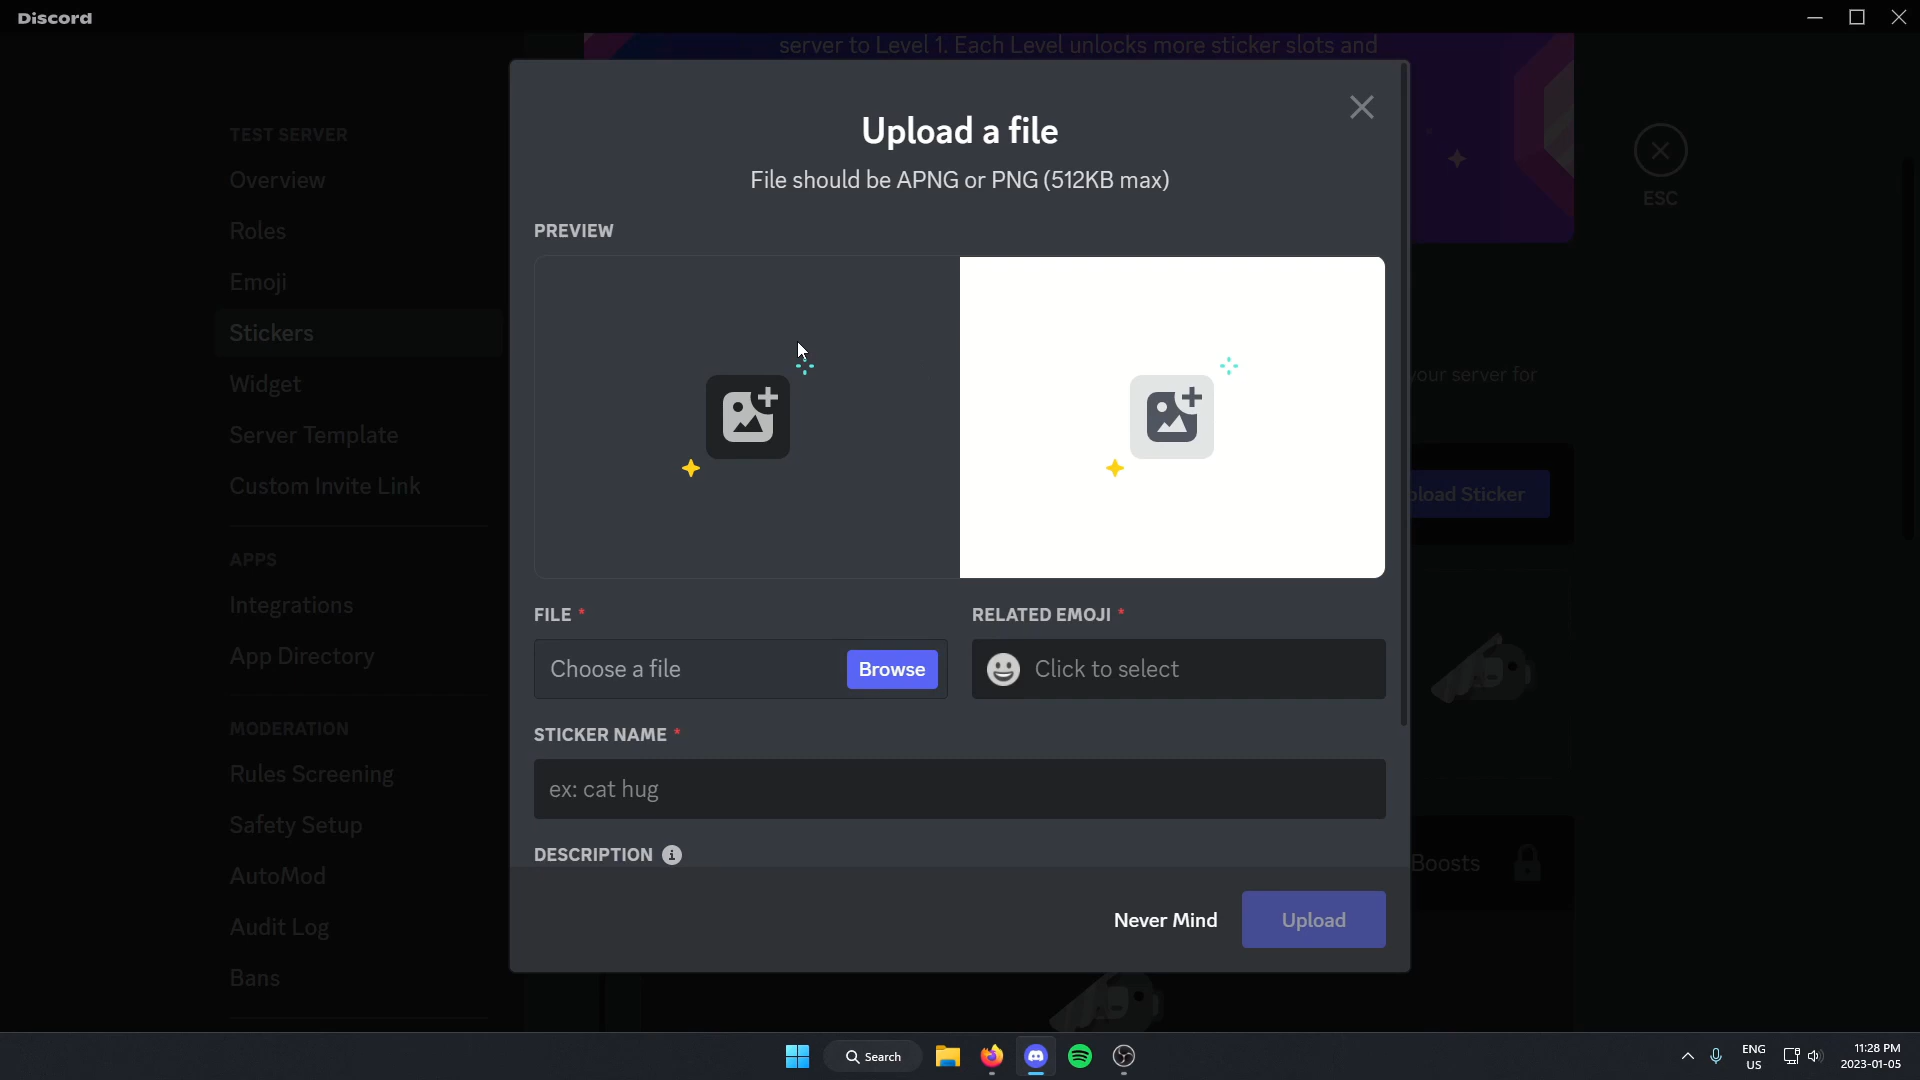 Discord
server to Level 1. Each Level unlocks more sticker slots and
Upload a file
File should be APNG or PNG (512KB max)
ESC
TEST SERVER
Overview
Roles
Emoji
Stickers
Widget
Server Template
Custom Invite Link
APPS
Integrations
App Directory
MODERATION
Rules Screening
Safety Setup
AutoMod
Audit Log
Bans
PREVIEW
your server for
pload Sticker
FILE *
RELATED EMOJI *
Choose a file
Browse
Click to select
STICKER NAME *
ex: cat hug
DESCRIPTION
Boosts
Never Mind
Upload
Search
ENG
US
11:28 PM
2023-01-05